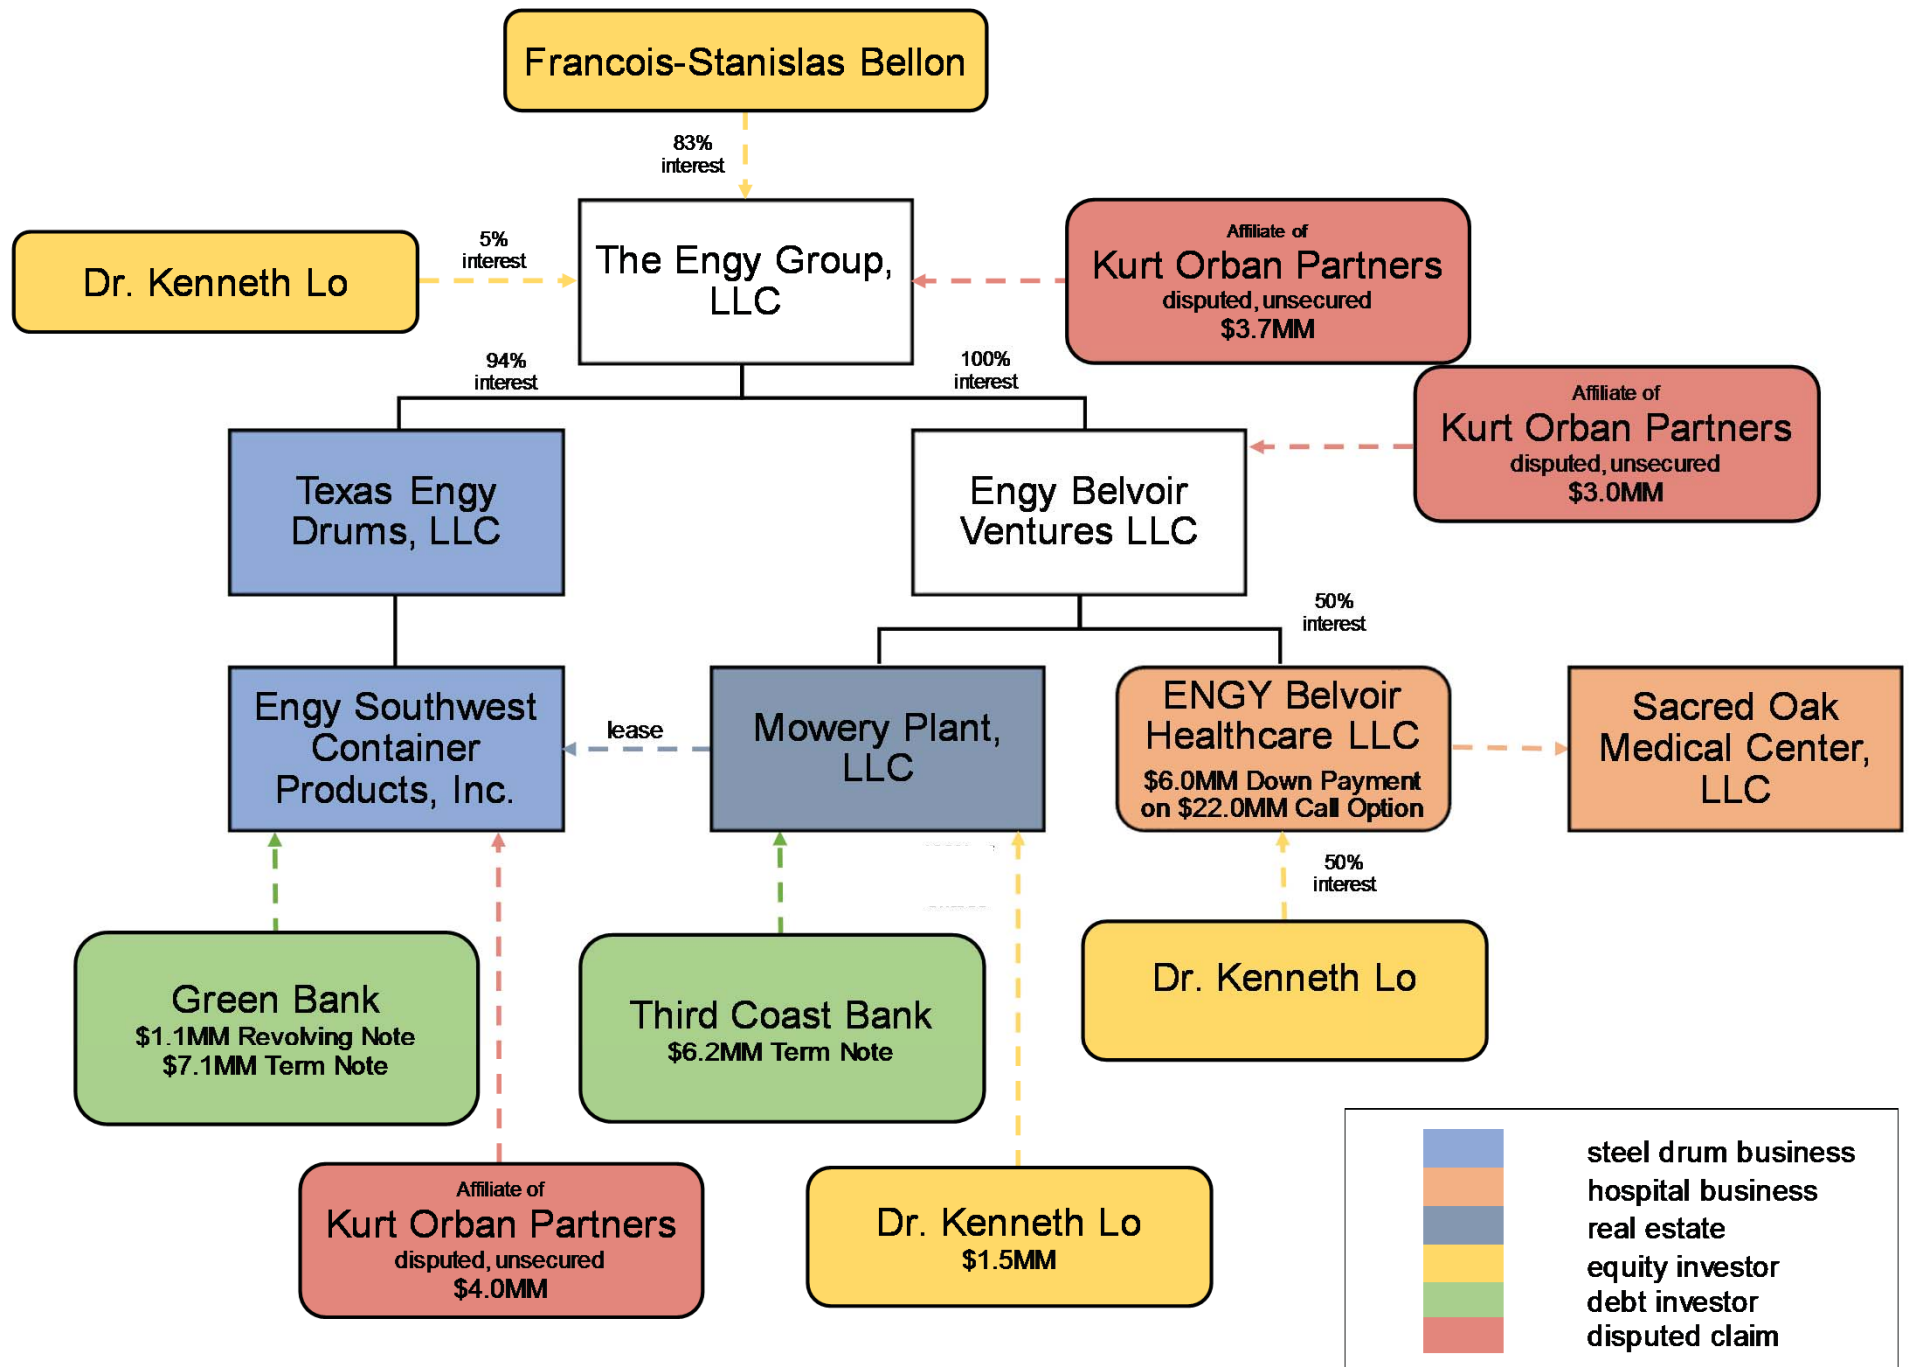 Francois-Stanislas Bellon
83%
interest
Dr. Kenneth Lo
5%
interest
The Engy Group,
LLC
Affiliate of
Kurt Orban Partners
disputed, unsecured
$3.7MM
94%
interest
100%
interest
Affiliate of
Kurt Orban Partners
disputed, unsecured
$3.0MM
Texas Engy
Drums, LLC
Engy Belvoir
Ventures LLC
50%
interest
Engy Southwest
Container
Products, Inc.
lease
Mowery Plant,
LLC
ENGY Belvoir
Healthcare LLC
$6.0MM Down Payment
on $22.0MM Call Option
Sacred Oak
Medical Center,
LLC
50%
interest
Green Bank
$1.1MM Revolving Note
$7.1MM Term Note
Third Coast Bank
$6.2MM Term Note
Dr. Kenneth Lo
Affiliate of
Kurt Orban Partners
disputed, unsecured
$4.0MM
Dr. Kenneth Lo
$1.5MM
steel drum business
hospital business
real estate
equity investor
debt investor
disputed claim